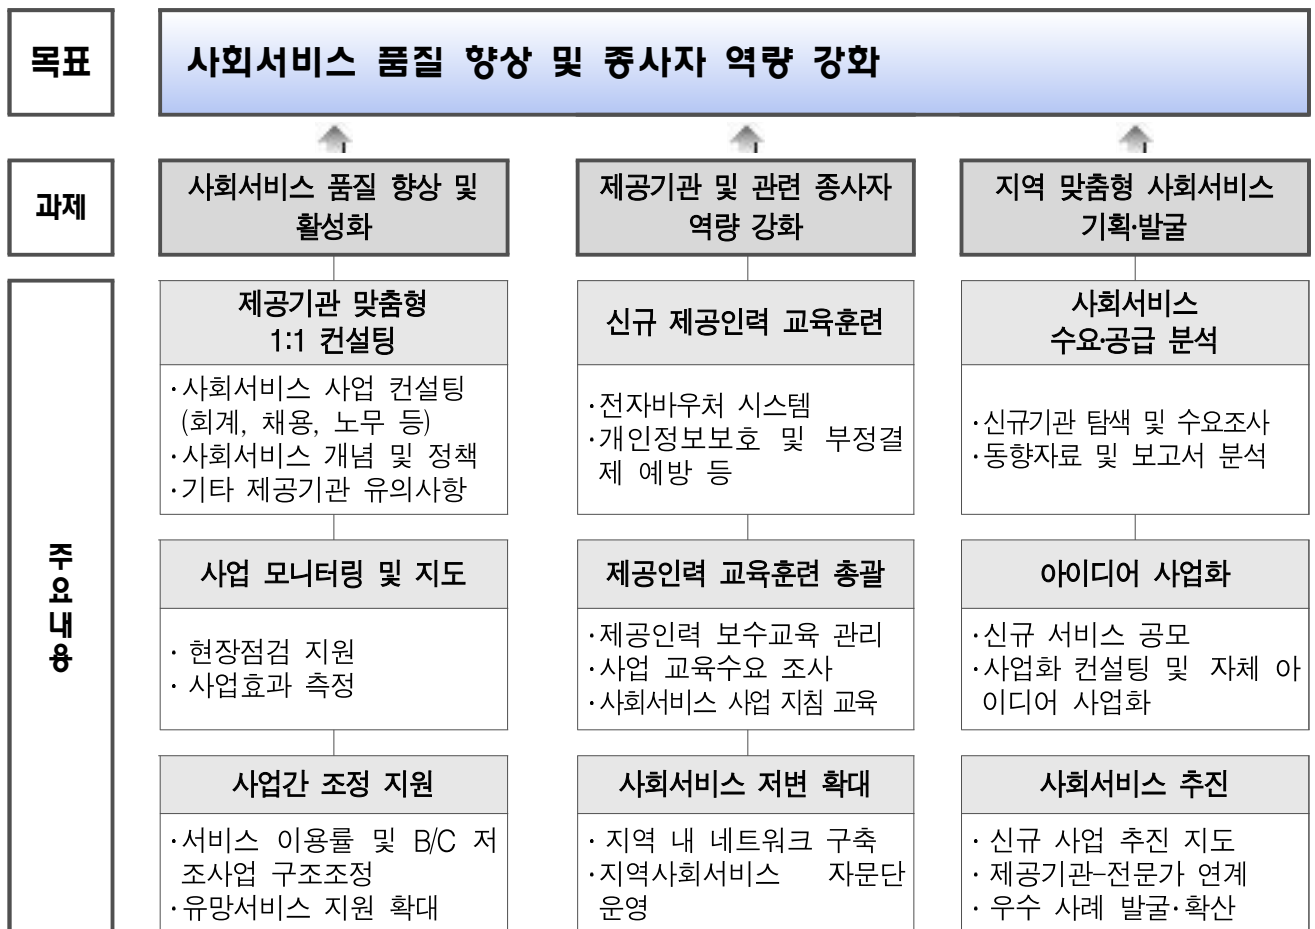 목표
사회서비스 품질 향상 및 종사자 역량 강화
과제
사회서비스 품질 향상 및
활성화
제공기관 및 관련 종사자
역량 강화
지역 맞춤형 사회서비스
기획·발굴
주요내용
제공기관 맞춤형
1:1 컨설팅
·사회서비스 사업 컨설팅
(회계, 채용, 노무 등)
·사회서비스 개념 및 정책
·기타 제공기관 유의사항
신규 제공인력 교육훈련
·전자바우처 시스템
·개인정보보호 및 부정결
제 예방 등
사회서비스
수요·공급 분석
·신규기관 탐색 및 수요조사
·동향자료 및 보고서 분석
사업 모니터링 및 지도
· 현장점검 지원
· 사업효과 측정
제공인력 교육훈련 총괄
·제공인력 보수교육 관리
·사업 교육수요 조사
·사회서비스 사업 지침 교육
아이디어 사업화
·신규 서비스 공모
·사업화 컨설팅 및 자체 아
이디어 사업화
사업간 조정 지원
·서비스 이용률 및 B/C 저
조사업 구조조정
·유망서비스 지원 확대
사회서비스 저변 확대
· 지역 내 네트워크 구축
·지역사회서비스 자문단
운영
사회서비스 추진
· 신규 사업 추진 지도
· 제공기관-전문가 연계
· 우수 사례 발굴·확산